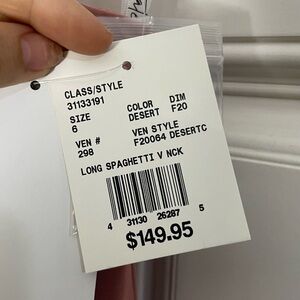 CLASS/STYLE
31133191
SIZE COLOR DIM
6 DESERT F20
VEN # VEN STYLE
298 F20064 DESERTC
LONG SPAGHETTI V NCK
4 31130 26287 5
$149.95